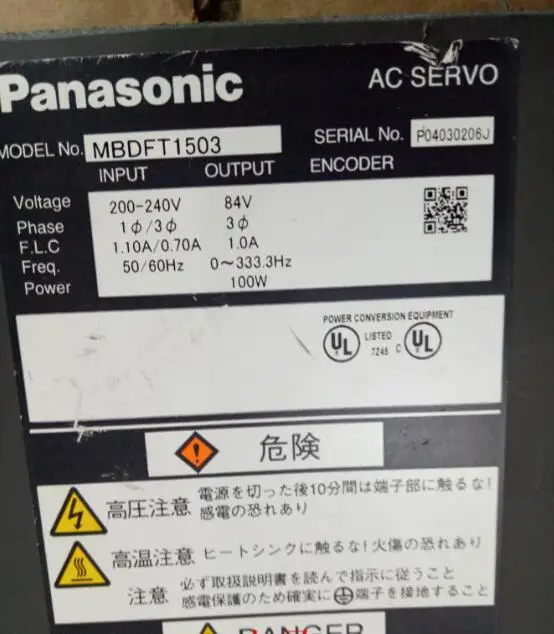 Panasonic AC SERVO
MODEL No. MBDFT1503 SERIAL No. P04030206J
INPUT OUTPUT ENCODER
Voltage 200-240V 84V
Phase 1φ/3φ 3φ
F.L.C 1.10A/0.70A 1.0A
Freq. 50/60Hz 0～333.3Hz
Power 100W
POWER CONVERSION EQUIPMENT
UL LISTED 7246 C UL
危険
高圧注意 電源を切った後10分間は端子部に触るな!
感電の恐れあり
高温注意 ヒートシンクに触るな!火傷の恐れあり
注意 必ず取扱説明書を読んで指示に従うこと
感電保護のため確実に⏚端子を接地すること
DANGER